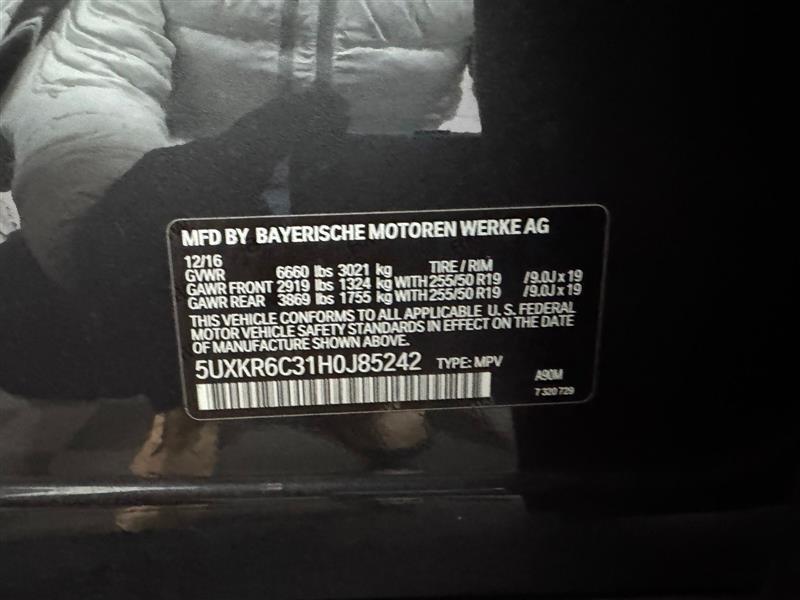 MFD BY BAYERISCHE MOTOREN WERKE AG
12/16
GVWR 6660 lbs 3021 kg TIRE / RIM
GAWR FRONT 2919 lbs 1324 kg WITH 255/50 R19 /9.0J x 19
GAWR REAR 3869 lbs 1755 kg WITH 255/50 R19 /9.0J x 19
THIS VEHICLE CONFORMS TO ALL APPLICABLE U. S. FEDERAL
MOTOR VEHICLE SAFETY STANDARDS IN EFFECT ON THE DATE
OF MANUFACTURE SHOWN ABOVE.
5UXKR6C31H0J85242 TYPE: MPV
A90M
7 320 729